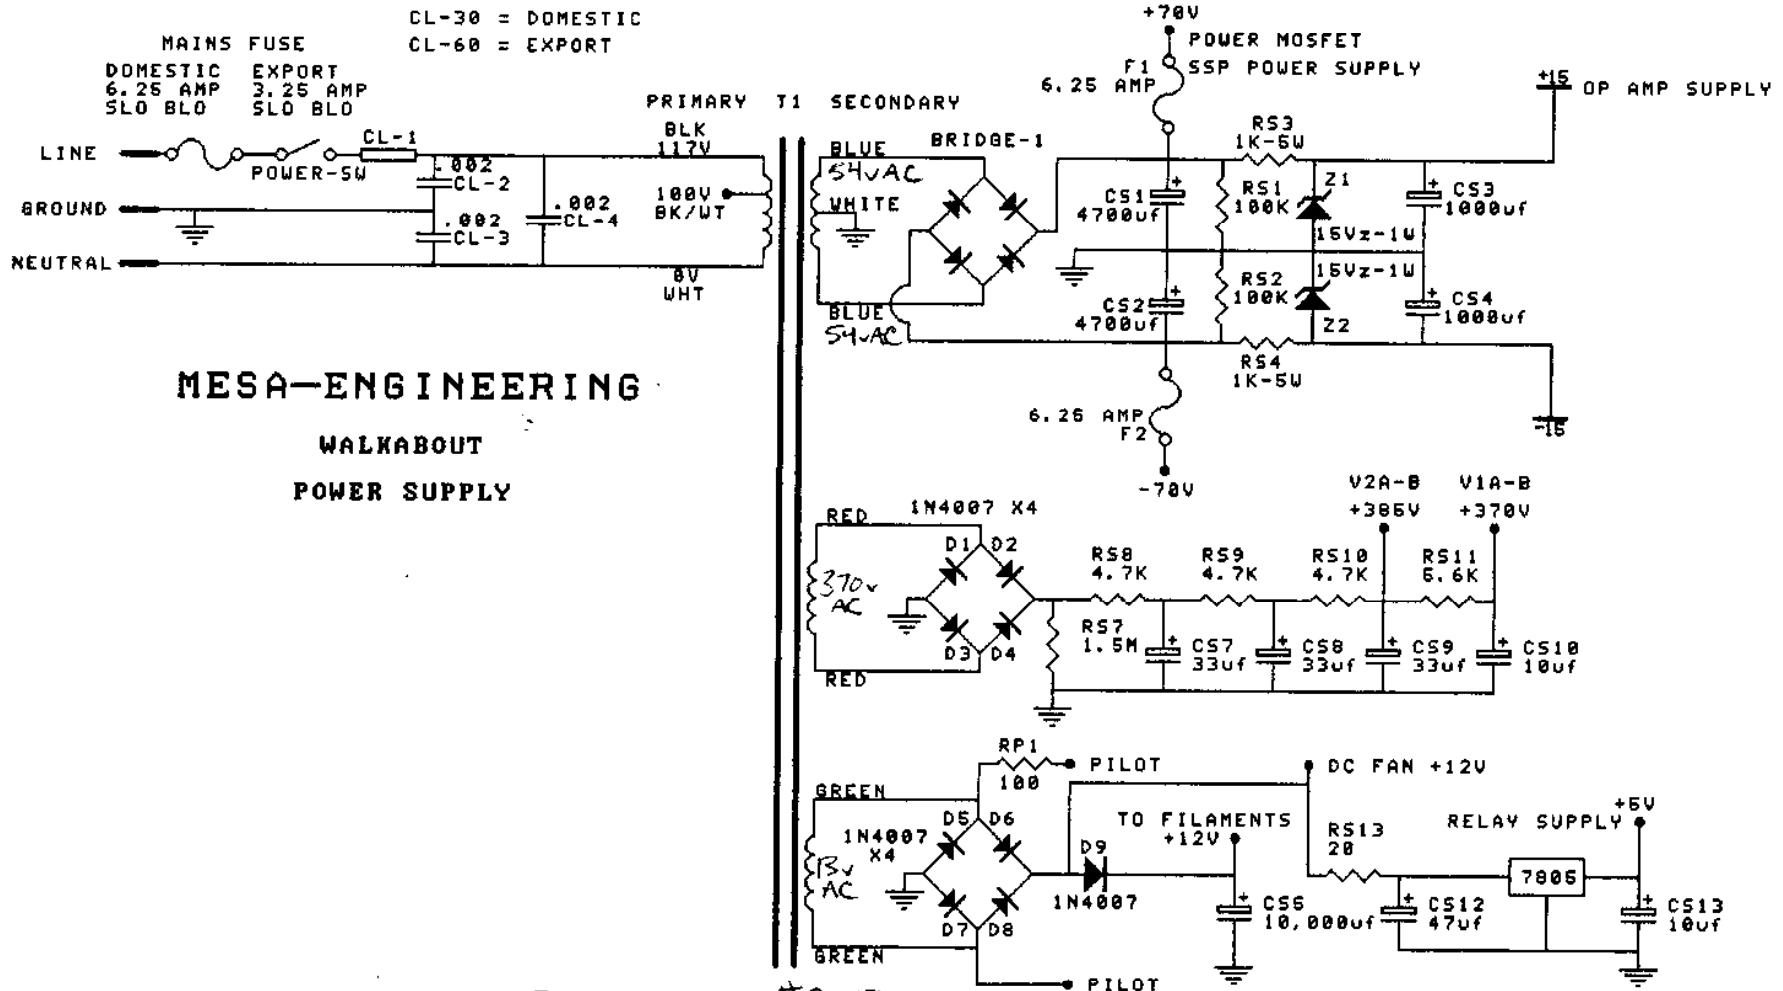 CL-30 = DOMESTIC
CL-60 = EXPORT
MAINS FUSE
DOMESTIC EXPORT
6.25 AMP 3.25 AMP
SLO BLO SLO BLO
LINE
POWER-SW
CL-1
.002
CL-2
GROUND
.002
CL-3
.002
CL-4
NEUTRAL
PRIMARY T1 SECONDARY
BLK
117V
100V
BK/WT
0V
WHT
BLUE
54vAC
WHITE
BLUE
54vAC
BRIDGE-1
+70V
POWER MOSFET
SSP POWER SUPPLY
F1
6.25 AMP
CS1
4700uf
CS2
4700uf
RS1
100K
RS2
100K
RS3
1K-5W
RS4
1K-5W
Z1
15Vz-1W
15Vz-1W
Z2
CS3
1000uf
CS4
1000uf
+15 OP AMP SUPPLY
-15
6.25 AMP
F2
-70V
MESA-ENGINEERING
WALKABOUT
POWER SUPPLY
RED
370v
AC
RED
1N4007 X4
D1 D2
D3 D4
RS7
1.5M
RS8
4.7K
RS9
4.7K
RS10
4.7K
RS11
5.6K
V2A-B
+385V
V1A-B
+370V
CS7
33uf
CS8
33uf
CS9
33uf
CS10
10uf
RP1
100
PILOT
GREEN
13v
AC
GREEN
1N4007
X4
D5 D6
D7 D8
PILOT
D9
1N4007
TO FILAMENTS
+12V
CS5
10,000uf
DC FAN +12V
RS13
20
CS12
47uf
7805
RELAY SUPPLY
+5V
CS13
10uf